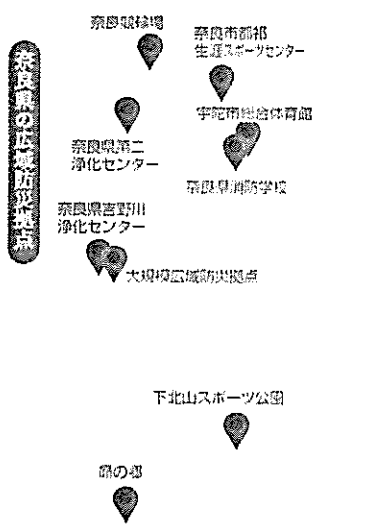 奈良県の広域防災拠点
奈良競輪場
奈良市都祁
生涯スポーツセンター
宇陀市総合体育館
奈良県第二
浄化センター
奈良県消防学校
奈良県吉野川
浄化センター
大規模広域防災拠点
下北山スポーツ公園
昴の郷